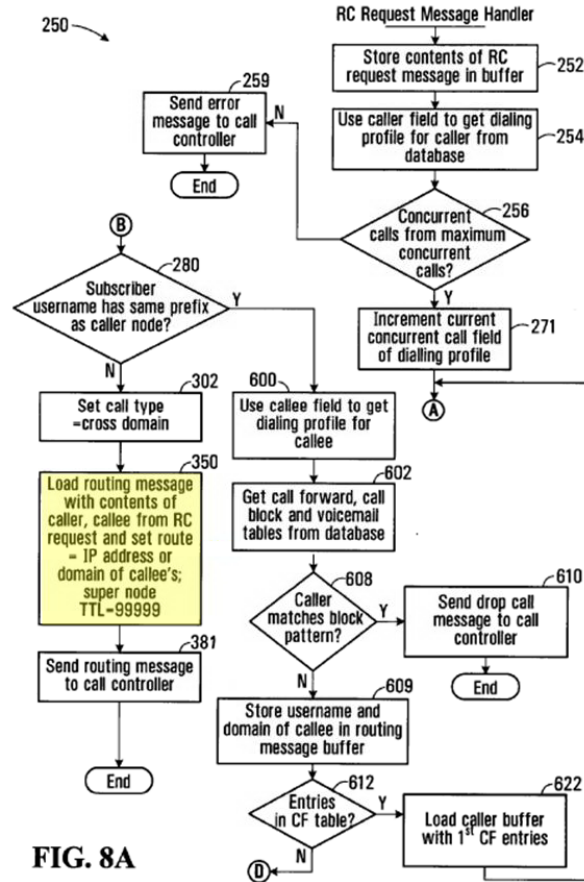 250
RC Request Message Handler
Store contents of RC
request message in buffer
252
259
Send error
message to call
controller
N
End
Use caller field to get dialing
profile for caller from
database
254
256
Concurrent
calls from maximum
concurrent
calls?
Y
Increment current
concurrent call field
of dialling profile
271
A
B
280
Subscriber
username has same prefix
as caller node?
Y
N
302
Set call type
=cross domain
350
Load routing message
with contents of
caller, callee from RC
request and set route
= IP address or
domain of callee's;
super node
TTL=99999
381
Send routing message
to call controller
End
600
Use callee field to get
dialing profile for
callee
602
Get call forward, call
block and voicemail
tables from database
608
Caller
matches block
pattern?
Y
610
Send drop call
message to call
controller
End
N
609
Store username and
domain of callee in routing
message buffer
612
Entries
in CF table?
Y
622
Load caller buffer
with 1st CF entries
N
D
FIG. 8A